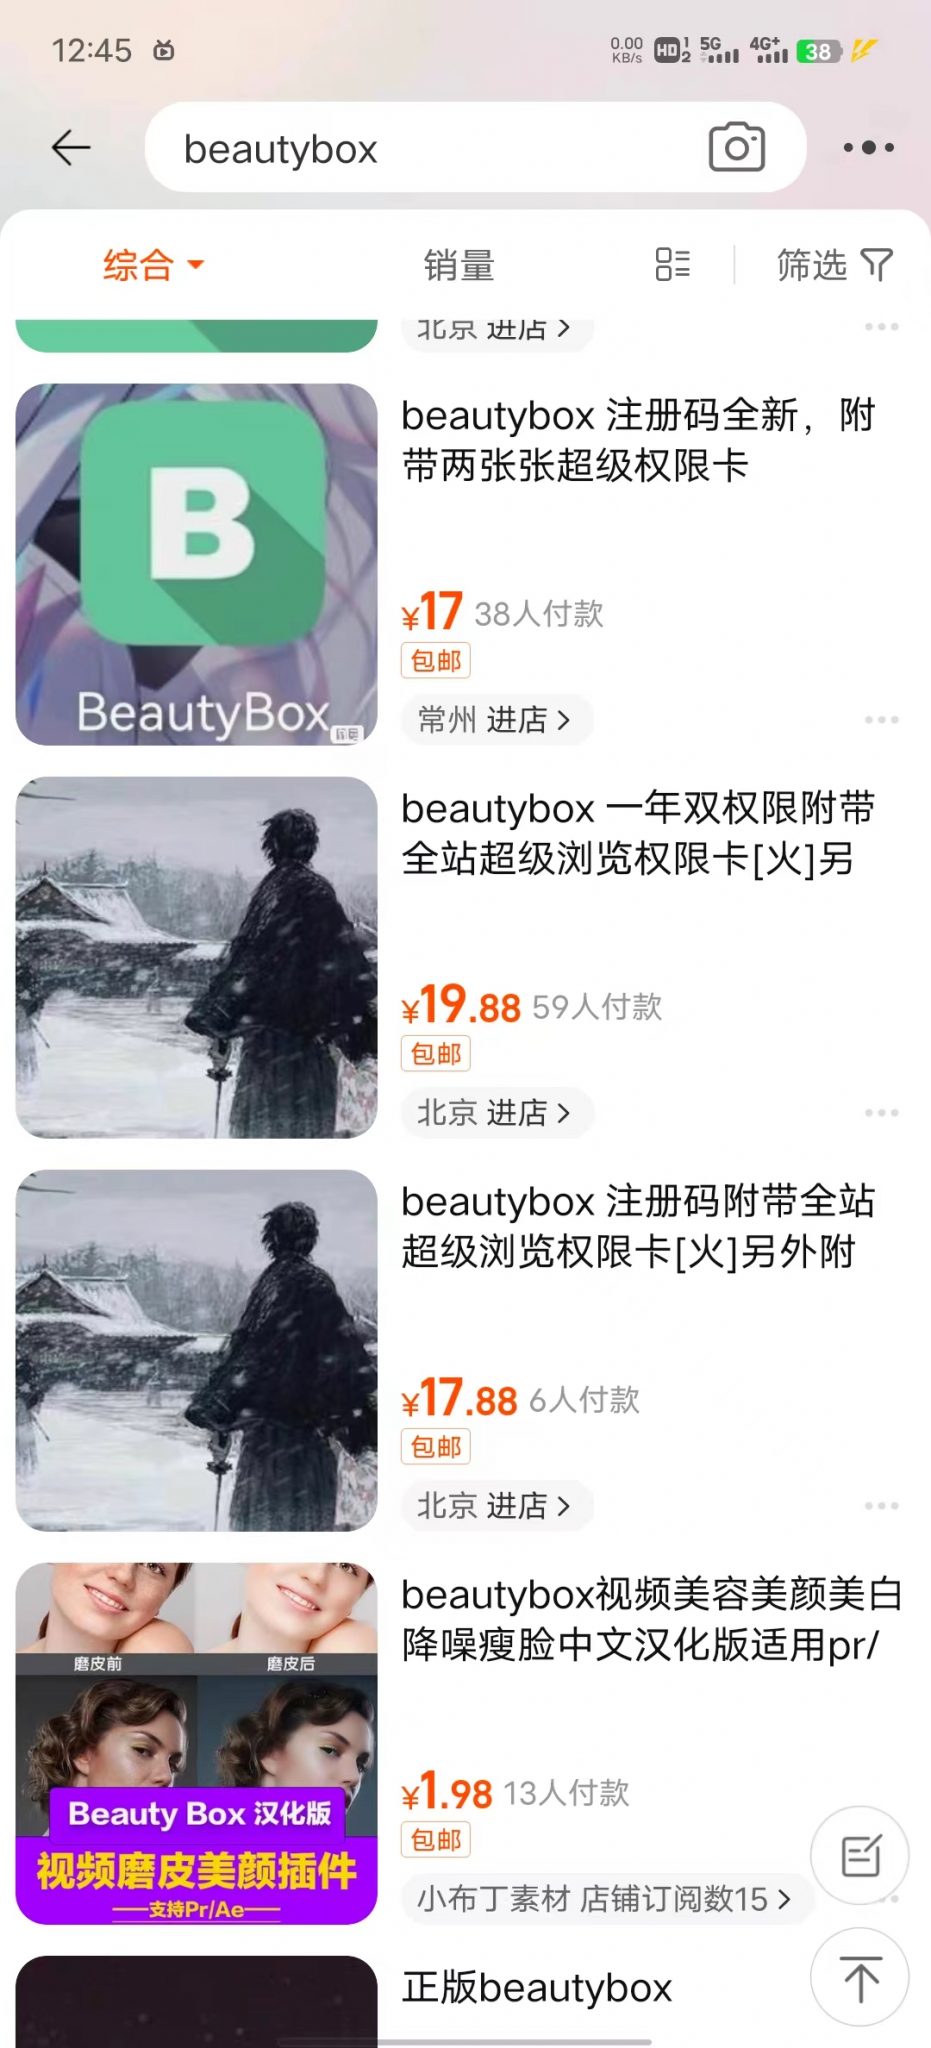 12:45
0.00 KB/s HD 1 2 5G 4G+ 38
beautybox
综合
销量
筛选
北京 进店 >
beautybox 注册码全新，附
带两张张超级权限卡
B
BeautyBox
¥17 38人付款
包邮
常州 进店 >
beautybox 一年双权限附带
全站超级浏览权限卡[火]另
¥19.88 59人付款
包邮
北京 进店 >
beautybox 注册码附带全站
超级浏览权限卡[火]另外附
¥17.88 6人付款
包邮
北京 进店 >
beautybox视频美容美颜美白
降噪瘦脸中文汉化版适用pr/
磨皮前
磨皮后
Beauty Box 汉化版
视频磨皮美颜插件
支持Pr/Ae
¥1.98 13人付款
包邮
小布丁素材 店铺订阅数15 >
正版beautybox